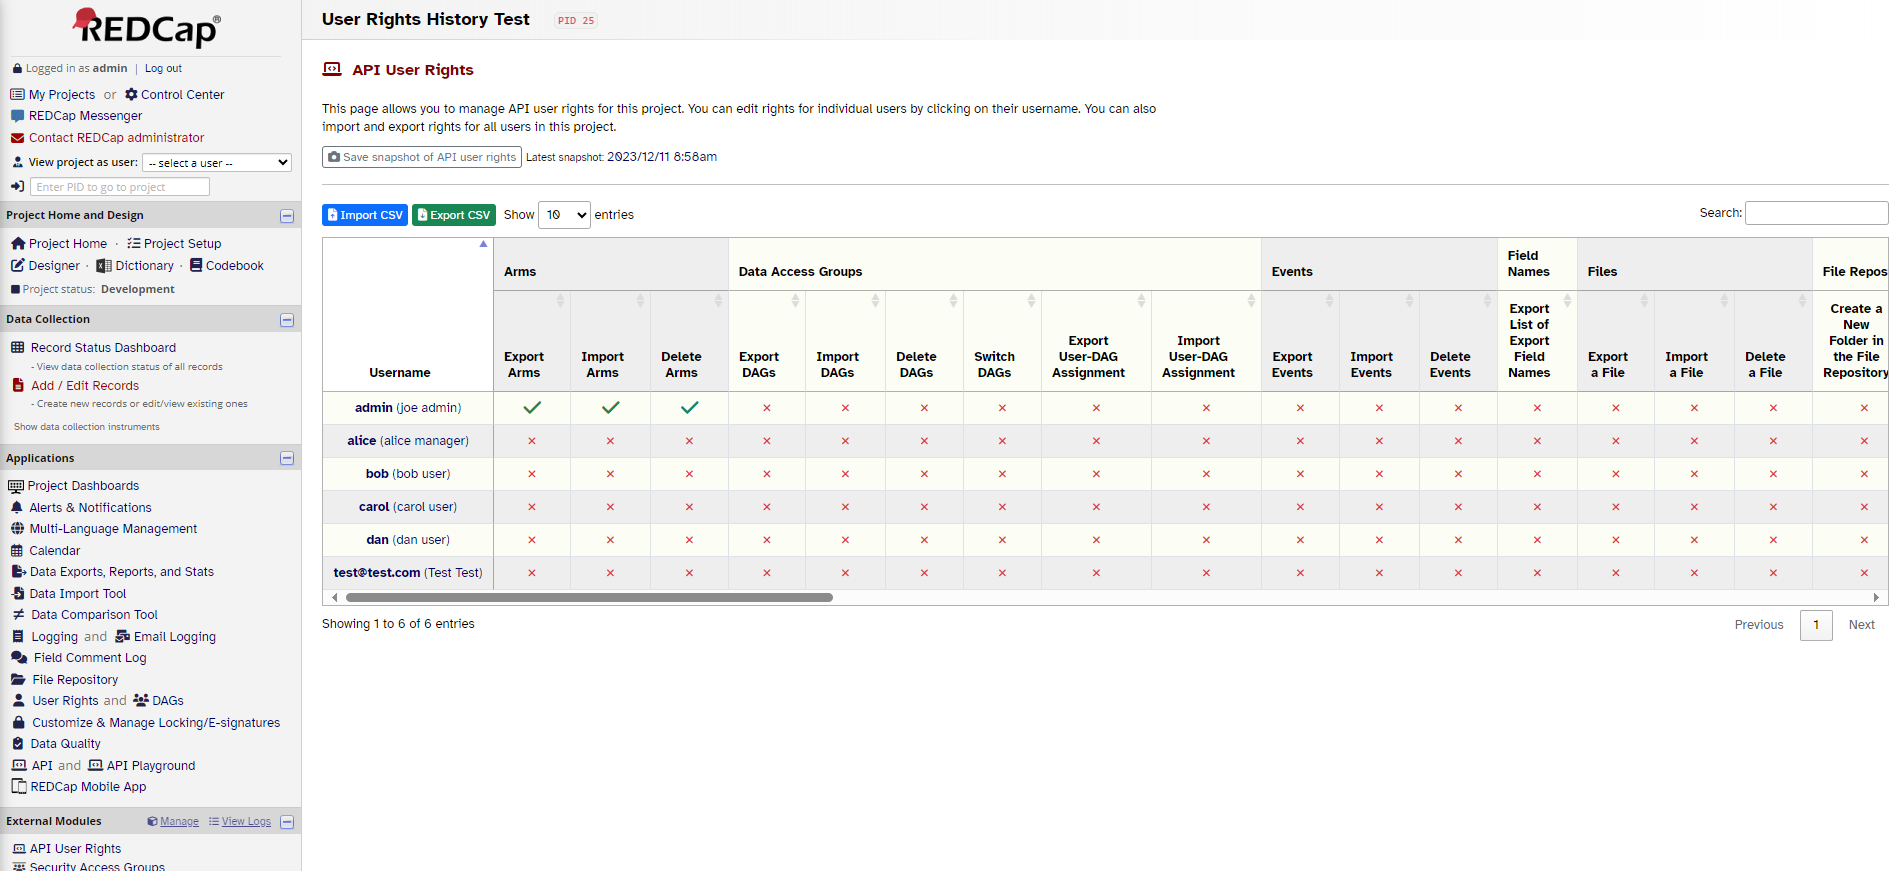 REDCap®
Logged in as admin | Log out
My Projects or Control Center
REDCap Messenger
Contact REDCap administrator
View project as user: -- select a user --
Enter PID to go to project
Project Home and Design
Project Home · Project Setup
Designer · Dictionary · Codebook
Project status: Development
Data Collection
Record Status Dashboard
- View data collection status of all records
Add / Edit Records
- Create new records or edit/view existing ones
Show data collection instruments
Applications
Project Dashboards
Alerts & Notifications
Multi-Language Management
Calendar
Data Exports, Reports, and Stats
Data Import Tool
Data Comparison Tool
Logging and Email Logging
Field Comment Log
File Repository
User Rights and DAGs
Customize & Manage Locking/E-signatures
Data Quality
API and API Playground
REDCap Mobile App
External Modules Manage View Logs
API User Rights
Security Access Groups
User Rights History Test PID 25
API User Rights
This page allows you to manage API user rights for this project. You can edit rights for individual users by clicking on their username. You can also
import and export rights for all users in this project.
Save snapshot of API user rights Latest snapshot: 2023/12/11 8:58am
Import CSV Export CSV Show 10 entries Search:
Arms Data Access Groups Events Field Names Files File Repos
Username
Export Arms
Import Arms
Delete Arms
Export DAGs
Import DAGs
Delete DAGs
Switch DAGs
Export User-DAG Assignment
Import User-DAG Assignment
Export Events
Import Events
Delete Events
Export List of Export Field Names
Export a File
Import a File
Delete a File
Create a New Folder in the File Repository
admin (joe admin)
alice (alice manager)
bob (bob user)
carol (carol user)
dan (dan user)
test@test.com (Test Test)
Showing 1 to 6 of 6 entries
Previous 1 Next